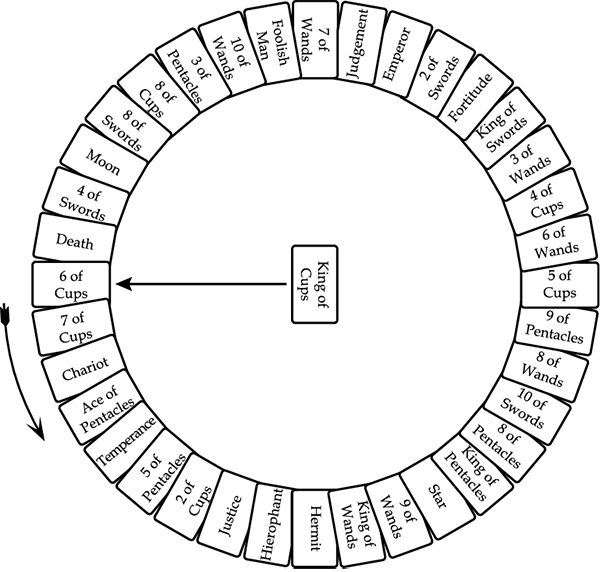 7 of
Wands
Judgement
Emperor
2 of
Swords
Fortitude
King of
Swords
3 of
Wands
4 of
Cups
6 of
Wands
5 of
Cups
9 of
Pentacles
8 of
Wands
10 of
Swords
8 of
Pentacles
King of
Pentacles
Star
9 of
Wands
King of
Wands
Hermit
Hierophant
Justice
2 of
Cups
5 of
Pentacles
Temperance
Ace of
Pentacles
Chariot
7 of
Cups
6 of
Cups
Death
4 of
Swords
Moon
8 of
Swords
8 of
Cups
3 of
Pentacles
10 of
Wands
Foolish
Man
King of
Cups